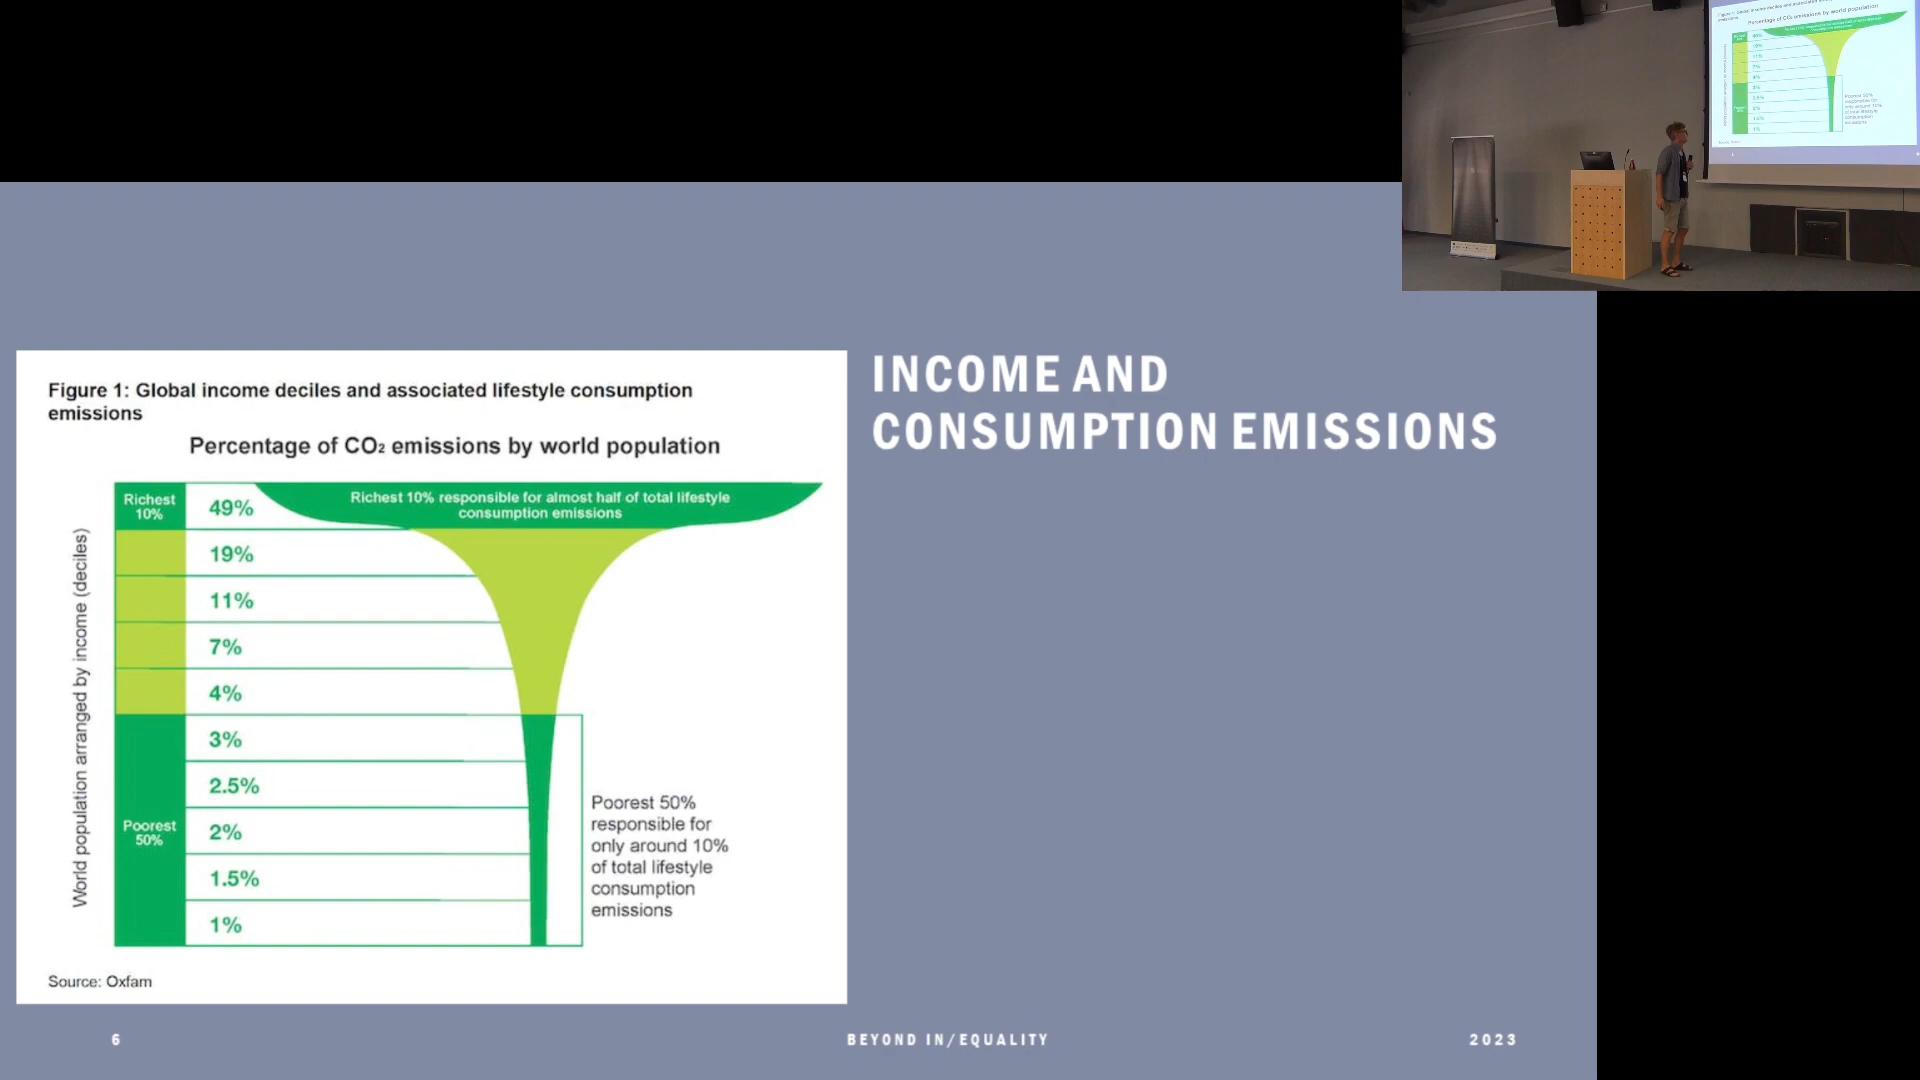 INCOME AND
CONSUMPTION EMISSIONS
Figure 1: Global income deciles and associated lifestyle consumption
emissions
Percentage of CO₂ emissions by world population
World population arranged by income (deciles)
Richest
10%
49%
Richest 10% responsible for almost half of total lifestyle
consumption emissions
19%
11%
7%
4%
3%
2.5%
Poorest
50%
2%
1.5%
1%
Poorest 50%
responsible for
only around 10%
of total lifestyle
consumption
emissions
Source: Oxfam
6
BEYOND IN/EQUALITY
2023